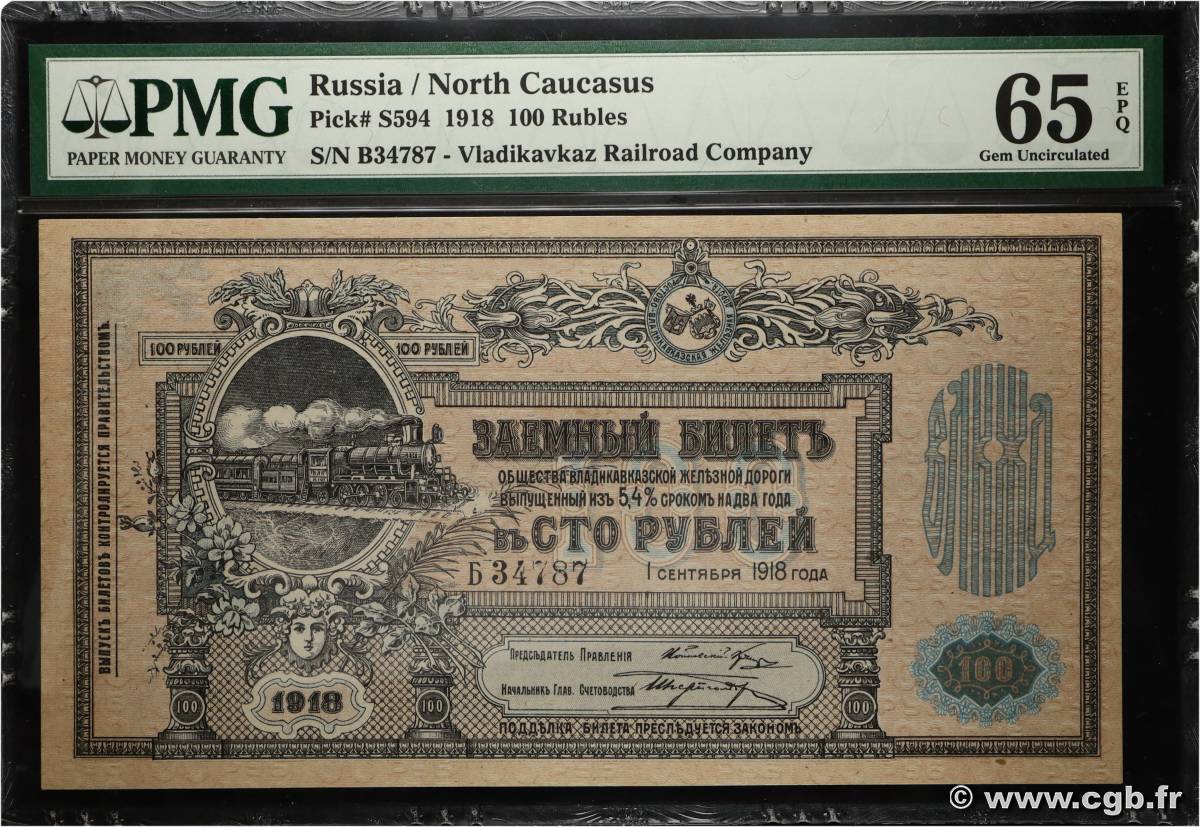 PMG
PAPER MONEY GUARANTY
Russia / North Caucasus
Pick# S594 1918 100 Rubles
S/N B34787 - Vladikavkaz Railroad Company
65
EPQ
Gem Uncirculated
ВЫПУСКЪ БИЛЕТОВЪ КОНТРОЛИРУЕТСЯ ПРАВИТЕЛЬСТВОМЪ.
100 РУБЛЕЙ 100 РУБЛЕЙ
ЗАЕМНЫЙ БИЛЕТЪ
ОБЩЕСТВА ВЛАДИКАВКАЗСКОЙ ЖЕЛѢЗНОЙ ДОРОГИ
ВЫПУЩЕННЫЙ ИЗЪ 5,4% СРОКОМЪ НА ДВА ГОДА
ВЪ СТО РУБЛЕЙ
Б 34787 1 СЕНТЯБРЯ 1918 ГОДА
ПРЕДСѢДАТЕЛЬ ПРАВЛЕНІЯ
НАЧАЛЬНИКЪ ГЛАВ. СЧЕТОВОДСТВА
1918
100 100 100
100
ПОДДѢЛКА БИЛЕТА ПРЕСЛѢДУЕТСЯ ЗАКОНОМЪ
© www.cgb.fr